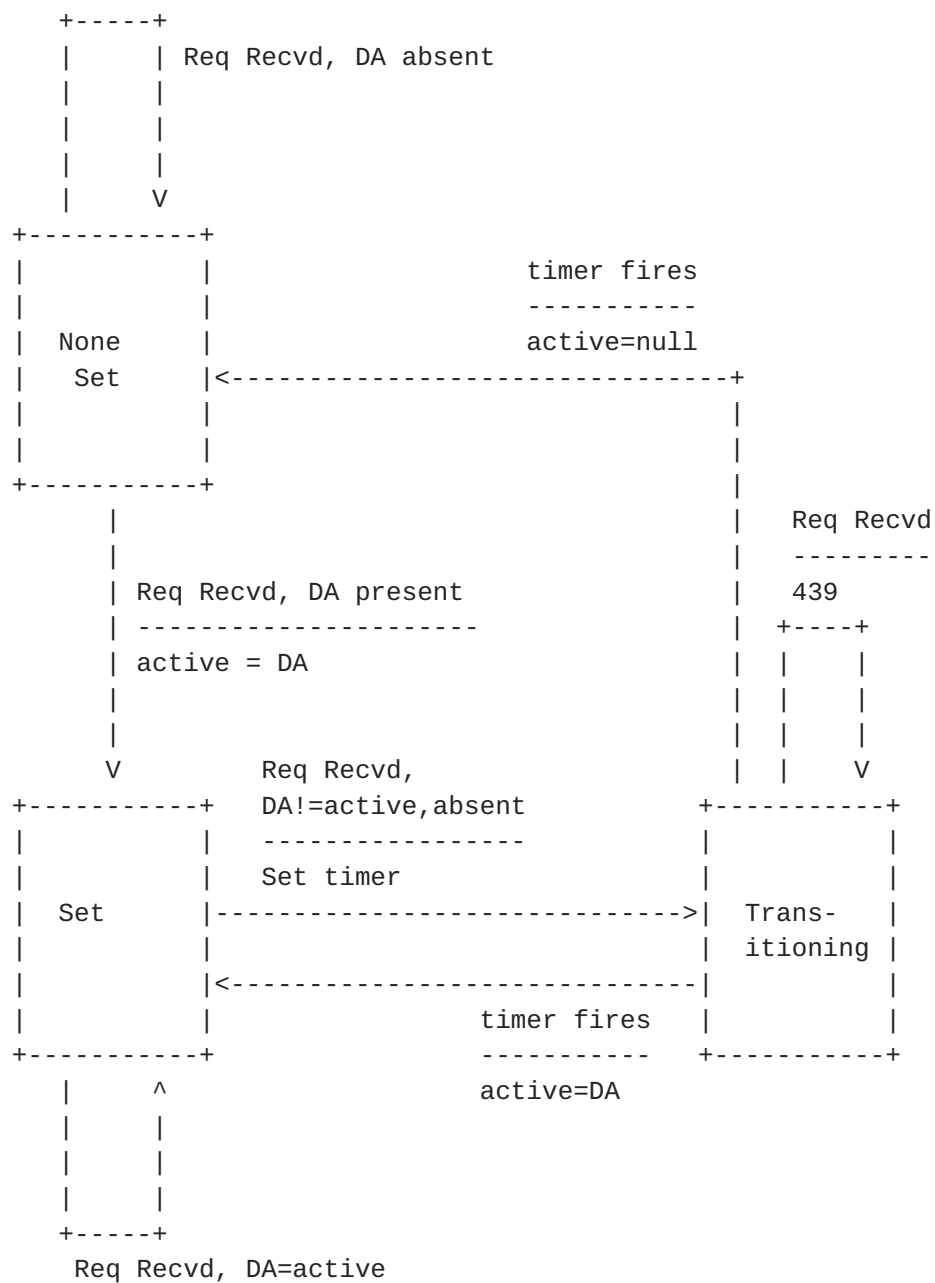 Req Recvd, DA absent
timer fires
-----------
None
active=null
Set
Req Recvd
---------
Req Recvd, DA present
439
----------------------
active = DA
Req Recvd,
DA!=active,absent
-----------------
Set timer
Set
Trans-
itioning
timer fires
-----------
active=DA
Req Recvd, DA=active